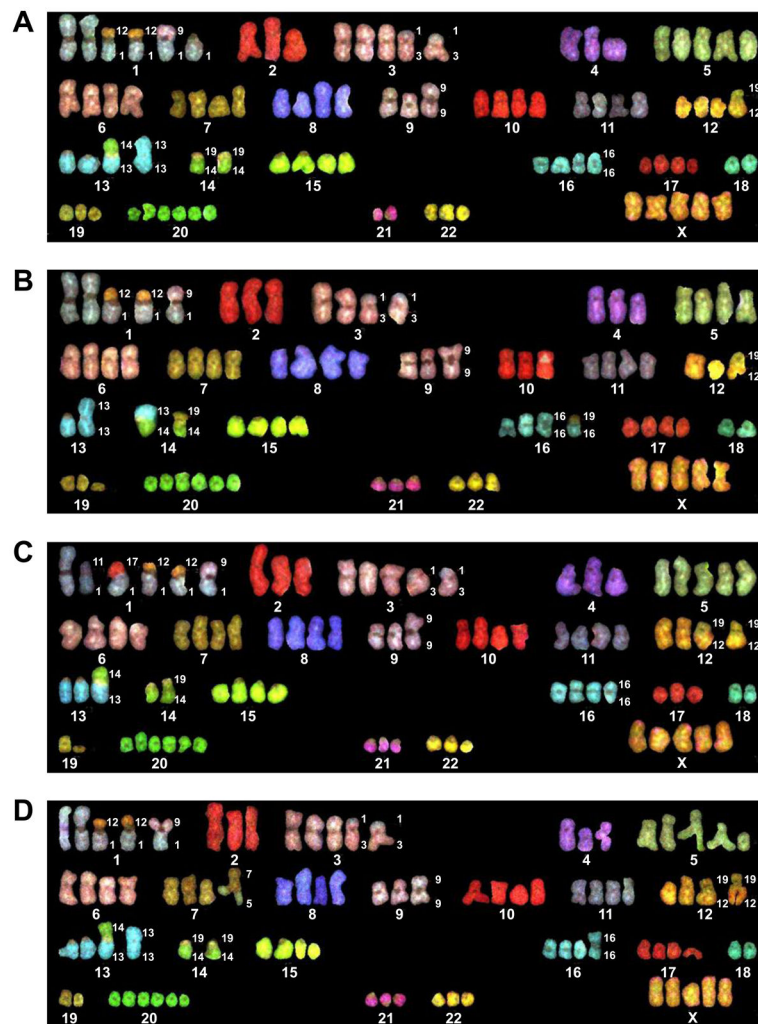 A
12 12 9 1 1
1 1 1 1 3
1 2 3 4 5
9 19
9 12
6 7 8 9 10 11 12
14 13 19 19 16
13 13 14 14 16
13 14 15 16 17 18
19 20 21 22 X
B
12 12 9 1 1
1 1 1 3 3
1 2 3 4 5
9 19
9 12
6 7 8 9 10 11 12
13 13 19 16 19
13 14 14 16 16
13 14 15 16 17 18
19 20 21 22 X
C
11 17 12 12 9 1 1
1 1 1 1 1 3 3
1 2 3 4 5
9 19 19
9 12 12
6 7 8 9 10 11 12
14 19 16
13 14 16
13 14 15 16 17 18
19 20 21 22 X
D
12 12 9 1 1
1 1 1 3 3
1 2 3 4 5
7 9 19 19
5 9 12 12
6 7 8 9 10 11 12
14 13 19 19 16
13 13 14 14 16
13 14 15 16 17 18
19 20 21 22 X